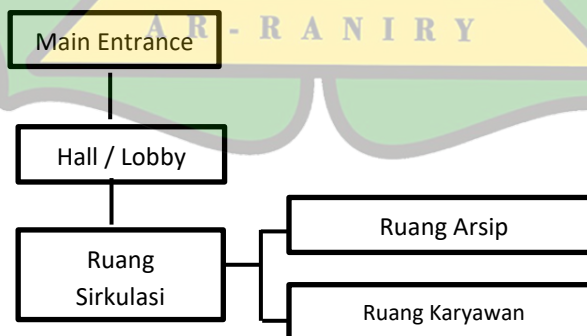 AR-RANIRY
Main Entrance
Hall / Lobby
Ruang
Sirkulasi
Ruang Arsip
Ruang Karyawan